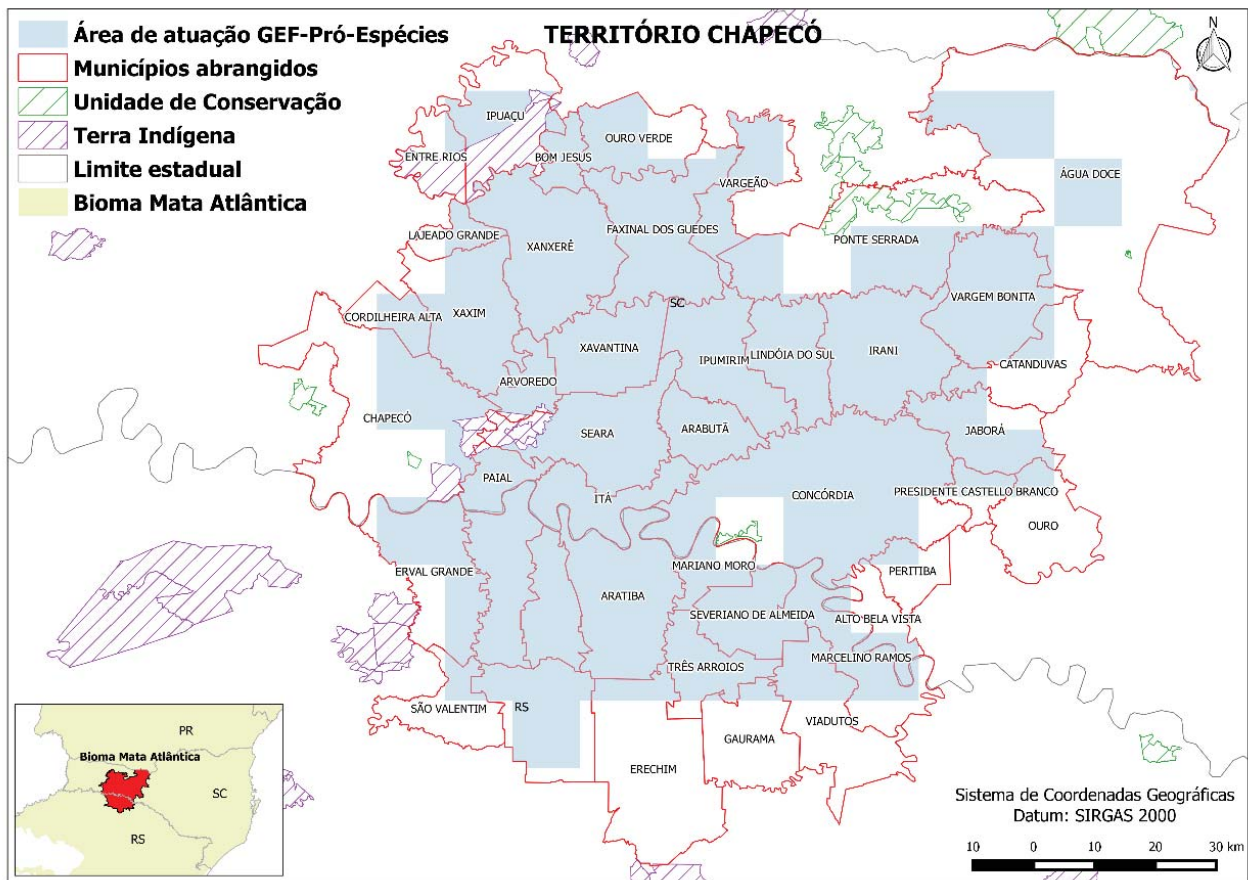 TERRITÓRIO CHAPECÓ
Área de atuação GEF-Pró-Espécies
Municípios abrangidos
Unidade de Conservação
Terra Indígena
Limite estadual
Bioma Mata Atlântica
N
IPUAÇU
OURO VERDE
ENTRE RIOS
BOM JESUS
VARGEÃO
ÁGUA DOCE
LAJEADO GRANDE
XANXERÊ
FAXINAL DOS GUEDES
PONTE SERRADA
VARGEM BONITA
SC
CORDILHEIRA ALTA
XAXIM
XAVANTINA
IPUMIRIM
LINDÓIA DO SUL
IRANI
CATANDUVAS
ARVOREDO
CHAPECÓ
SEARA
ARABUTÃ
JABORÁ
PAIAL
ITÁ
CONCÓRDIA
PRESIDENTE CASTELLO BRANCO
OURO
ERVAL GRANDE
MARIANO MORO
PERITIBA
ARATIBA
SEVERIANO DE ALMEIDA
ALTO BELA VISTA
TRÊS ARROIOS
MARCELINO RAMOS
SÃO VALENTIM
RS
VIADUTOS
GAURAMA
ERECHIM
PR
Bioma Mata Atlântica
SC
RS
Sistema de Coordenadas Geográficas
Datum: SIRGAS 2000
10 0 10 20 30 km